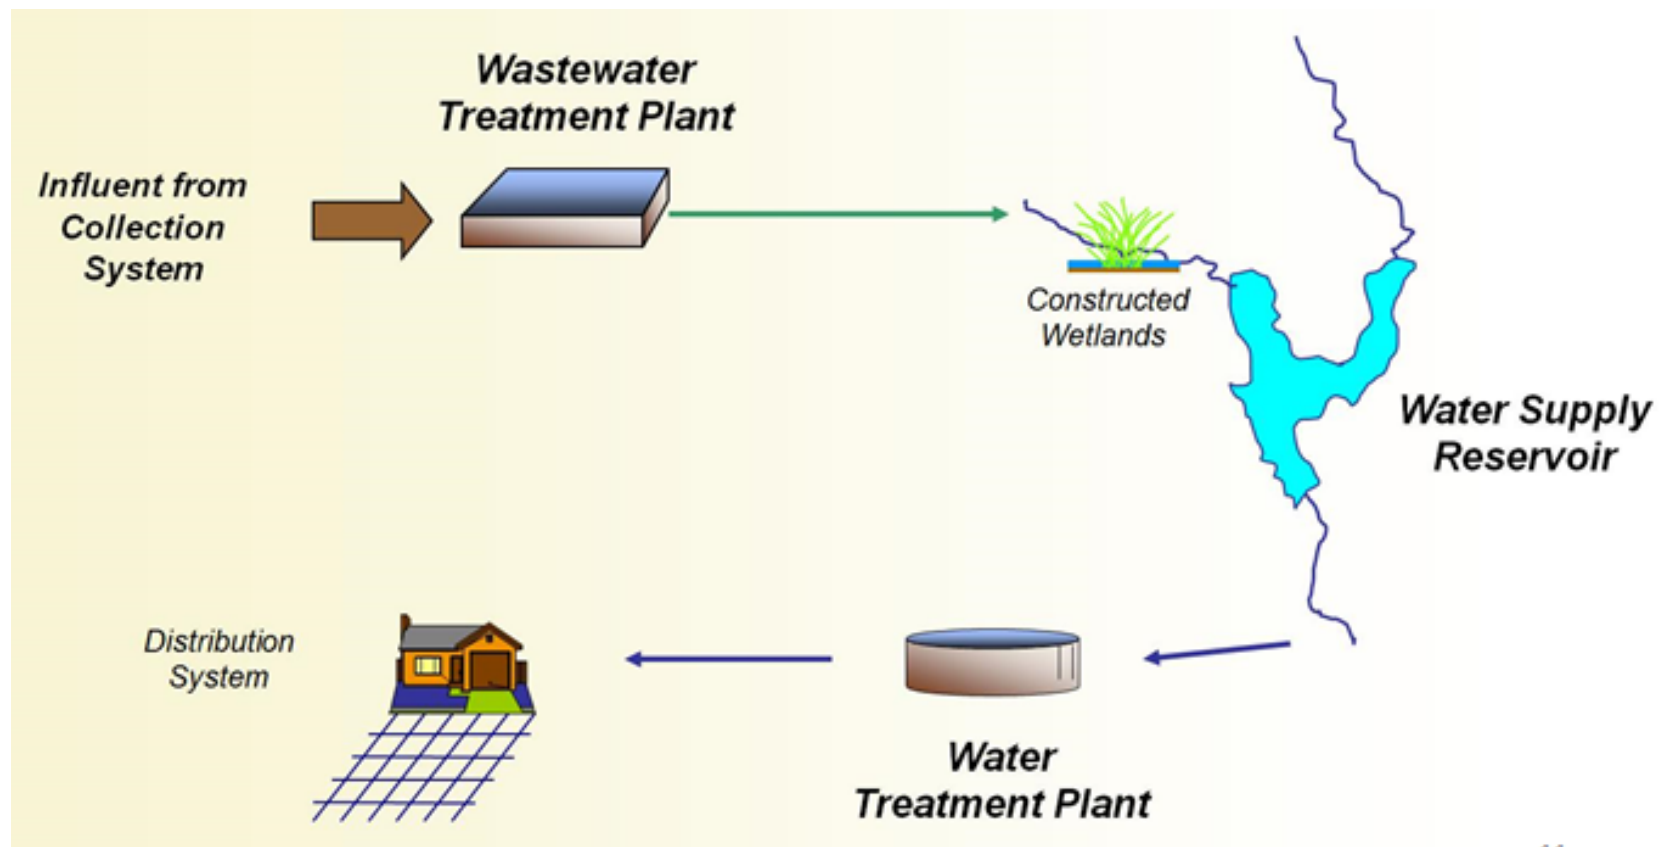 Wastewater
Treatment Plant
Influent from
Collection
System
Constructed
Wetlands
Water Supply
Reservoir
Distribution
System
Water
Treatment Plant